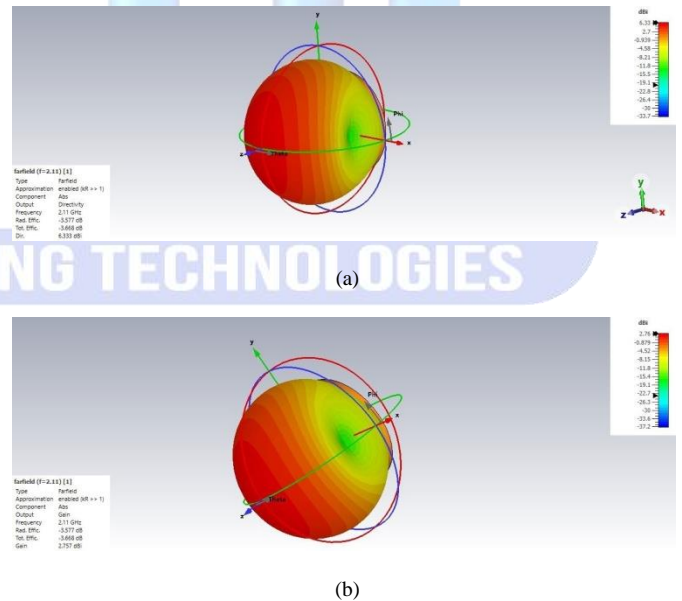 y
Phi
x
z
Theta
dBi
6.33
2.7
-0.939
-4.58
-8.21
-11.8
-15.5
-19.1
-22.8
-26.4
-30
-33.7
farfield (f=2.11) [1]
Type Farfield
Approximation enabled (kR >> 1)
Component Abs
Output Directivity
Frequency 2.11 GHz
Rad. Effic. -3.577 dB
Tot. Effic. -3.668 dB
Dir. 6.333 dBi
y
z x
NG TECHNOLOGIES
(a)
y
Phi
x
Theta
z
dBi
2.76
-0.879
-4.52
-8.15
-11.8
-15.4
-19.1
-22.7
-26.3
-30
-33.6
-37.2
farfield (f=2.11) [1]
Type Farfield
Approximation enabled (kR >> 1)
Component Abs
Output Gain
Frequency 2.11 GHz
Rad. Effic. -3.577 dB
Tot. Effic. -3.668 dB
Gain 2.757 dBi
(b)